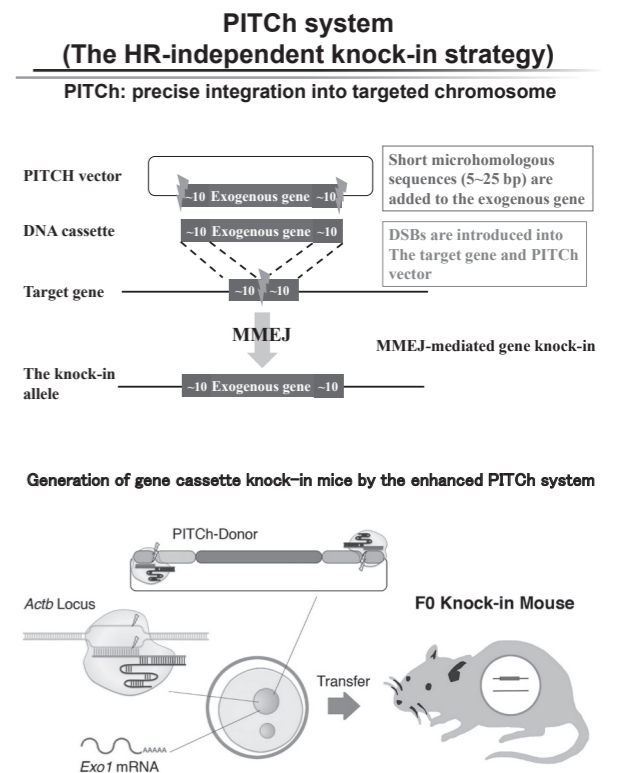 PITCh system
(The HR-independent knock-in strategy)
PITCh: precise integration into targeted chromosome
PITCH vector
~10 Exogenous gene ~10
Short microhomologous
sequences (5~25 bp) are
added to the exogenous gene
DNA cassette
~10 Exogenous gene ~10
DSBs are introduced into
The target gene and PITCh
vector
Target gene
~10 ~10
MMEJ
MMEJ-mediated gene knock-in
The knock-in
allele
~10 Exogenous gene ~10
Generation of gene cassette knock-in mice by the enhanced PITCh system
PITCh-Donor
Actb Locus
F0 Knock-in Mouse
Transfer
AAAAA
Exo1 mRNA